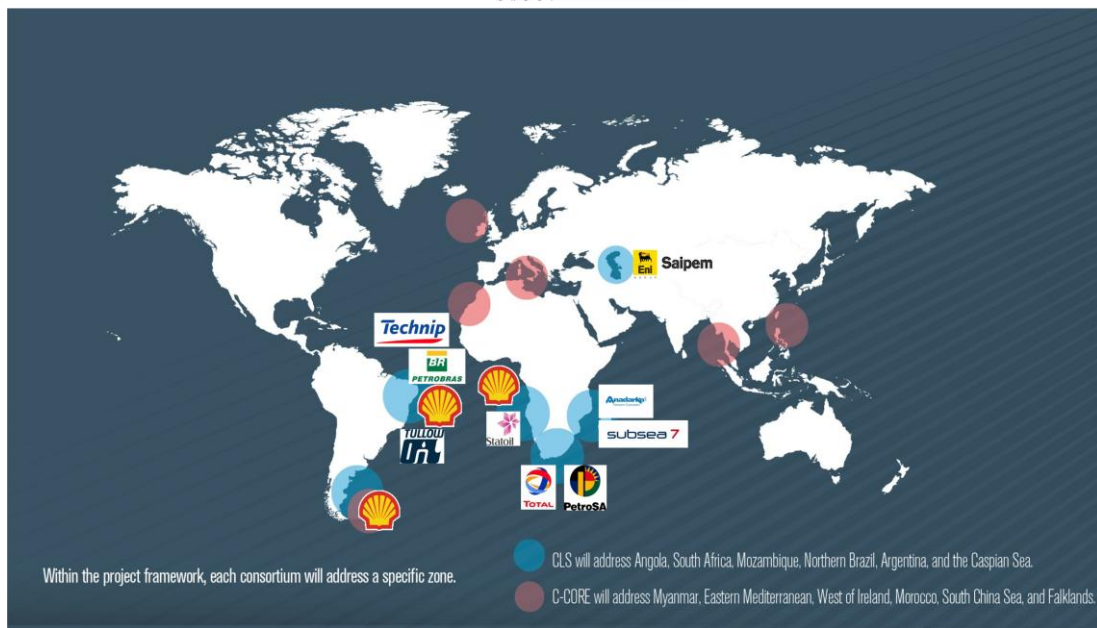 Eni
Saipem
Technip
BR
PETROBRAS
Anadarko
Statoil
subsea 7
TULLOW
OIL
TOTAL
PetroSA
CLS will address Angola, South Africa, Mozambique, Northern Brazil, Argentina, and the Caspian Sea.
Within the project framework, each consortium will address a specific zone.
C-CORE will address Myanmar, Eastern Mediterranean, West of Ireland, Morocco, South China Sea, and Falklands.